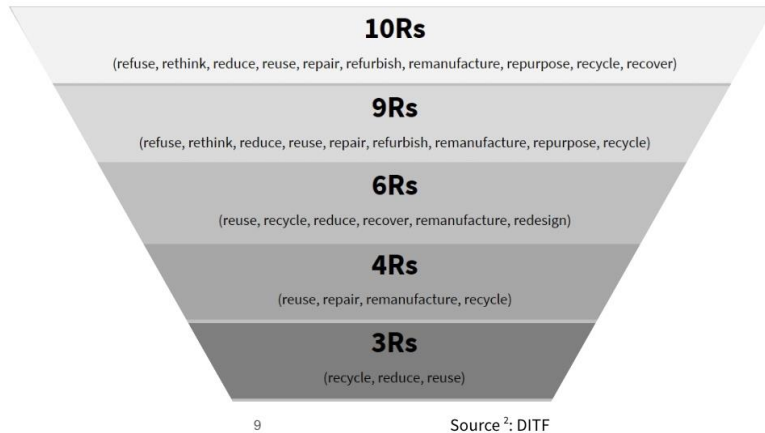 10Rs
(refuse, rethink, reduce, reuse, repair, refurbish, remanufacture, repurpose, recycle, recover)
9Rs
(refuse, rethink, reduce, reuse, repair, refurbish, remanufacture, repurpose, recycle)
6Rs
(reuse, recycle, reduce, recover, remanufacture, redesign)
4Rs
(reuse, repair, remanufacture, recycle)
3Rs
(recycle, reduce, reuse)
9 Source ²: DITF